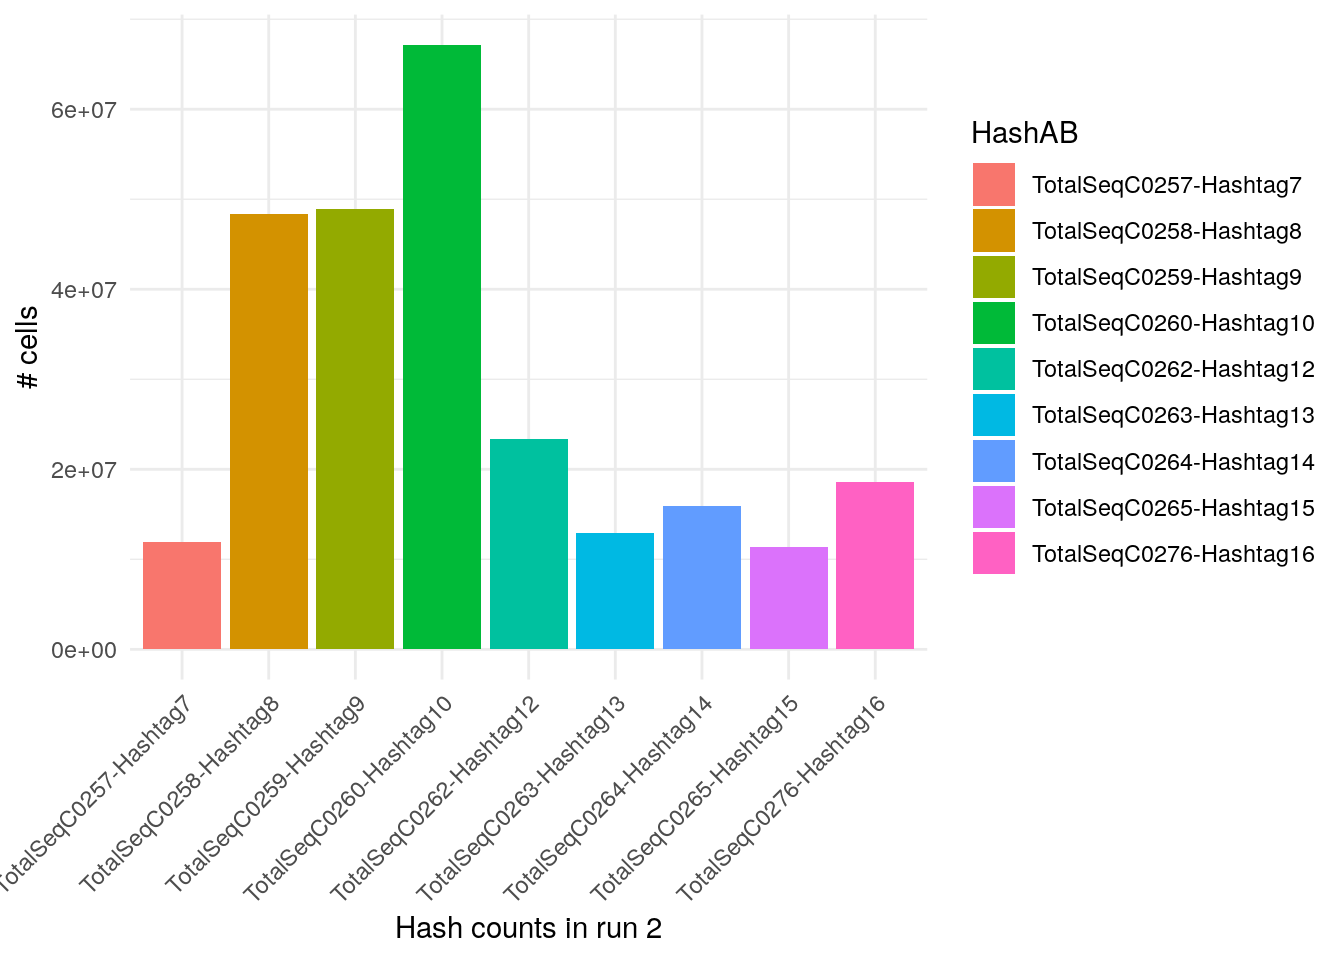 6e+07
4e+07
2e+07
0e+00
# cells
TotalSeqC0257-Hashtag7
TotalSeqC0258-Hashtag8
TotalSeqC0259-Hashtag9
TotalSeqC0260-Hashtag10
TotalSeqC0262-Hashtag12
TotalSeqC0263-Hashtag13
TotalSeqC0264-Hashtag14
TotalSeqC0265-Hashtag15
TotalSeqC0276-Hashtag16
Hash counts in run 2
HashAB
TotalSeqC0257-Hashtag7
TotalSeqC0258-Hashtag8
TotalSeqC0259-Hashtag9
TotalSeqC0260-Hashtag10
TotalSeqC0262-Hashtag12
TotalSeqC0263-Hashtag13
TotalSeqC0264-Hashtag14
TotalSeqC0265-Hashtag15
TotalSeqC0276-Hashtag16